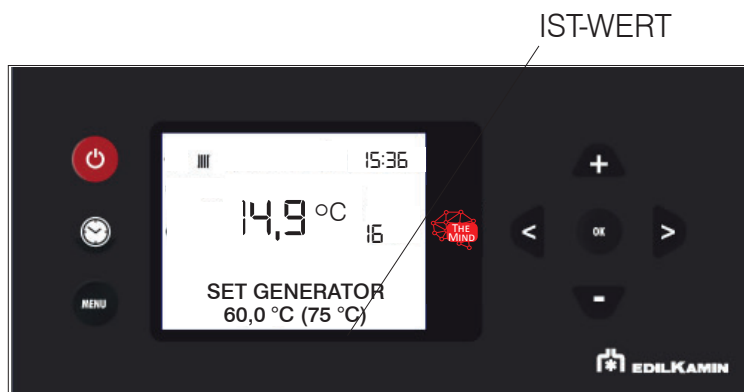 IST-WERT
15:36
14,9 °C
16
THE
MIND
SET GENERATOR
60,0 °C (75 °C)
MENU
+
<
OK
>
-
EDILKAMIN